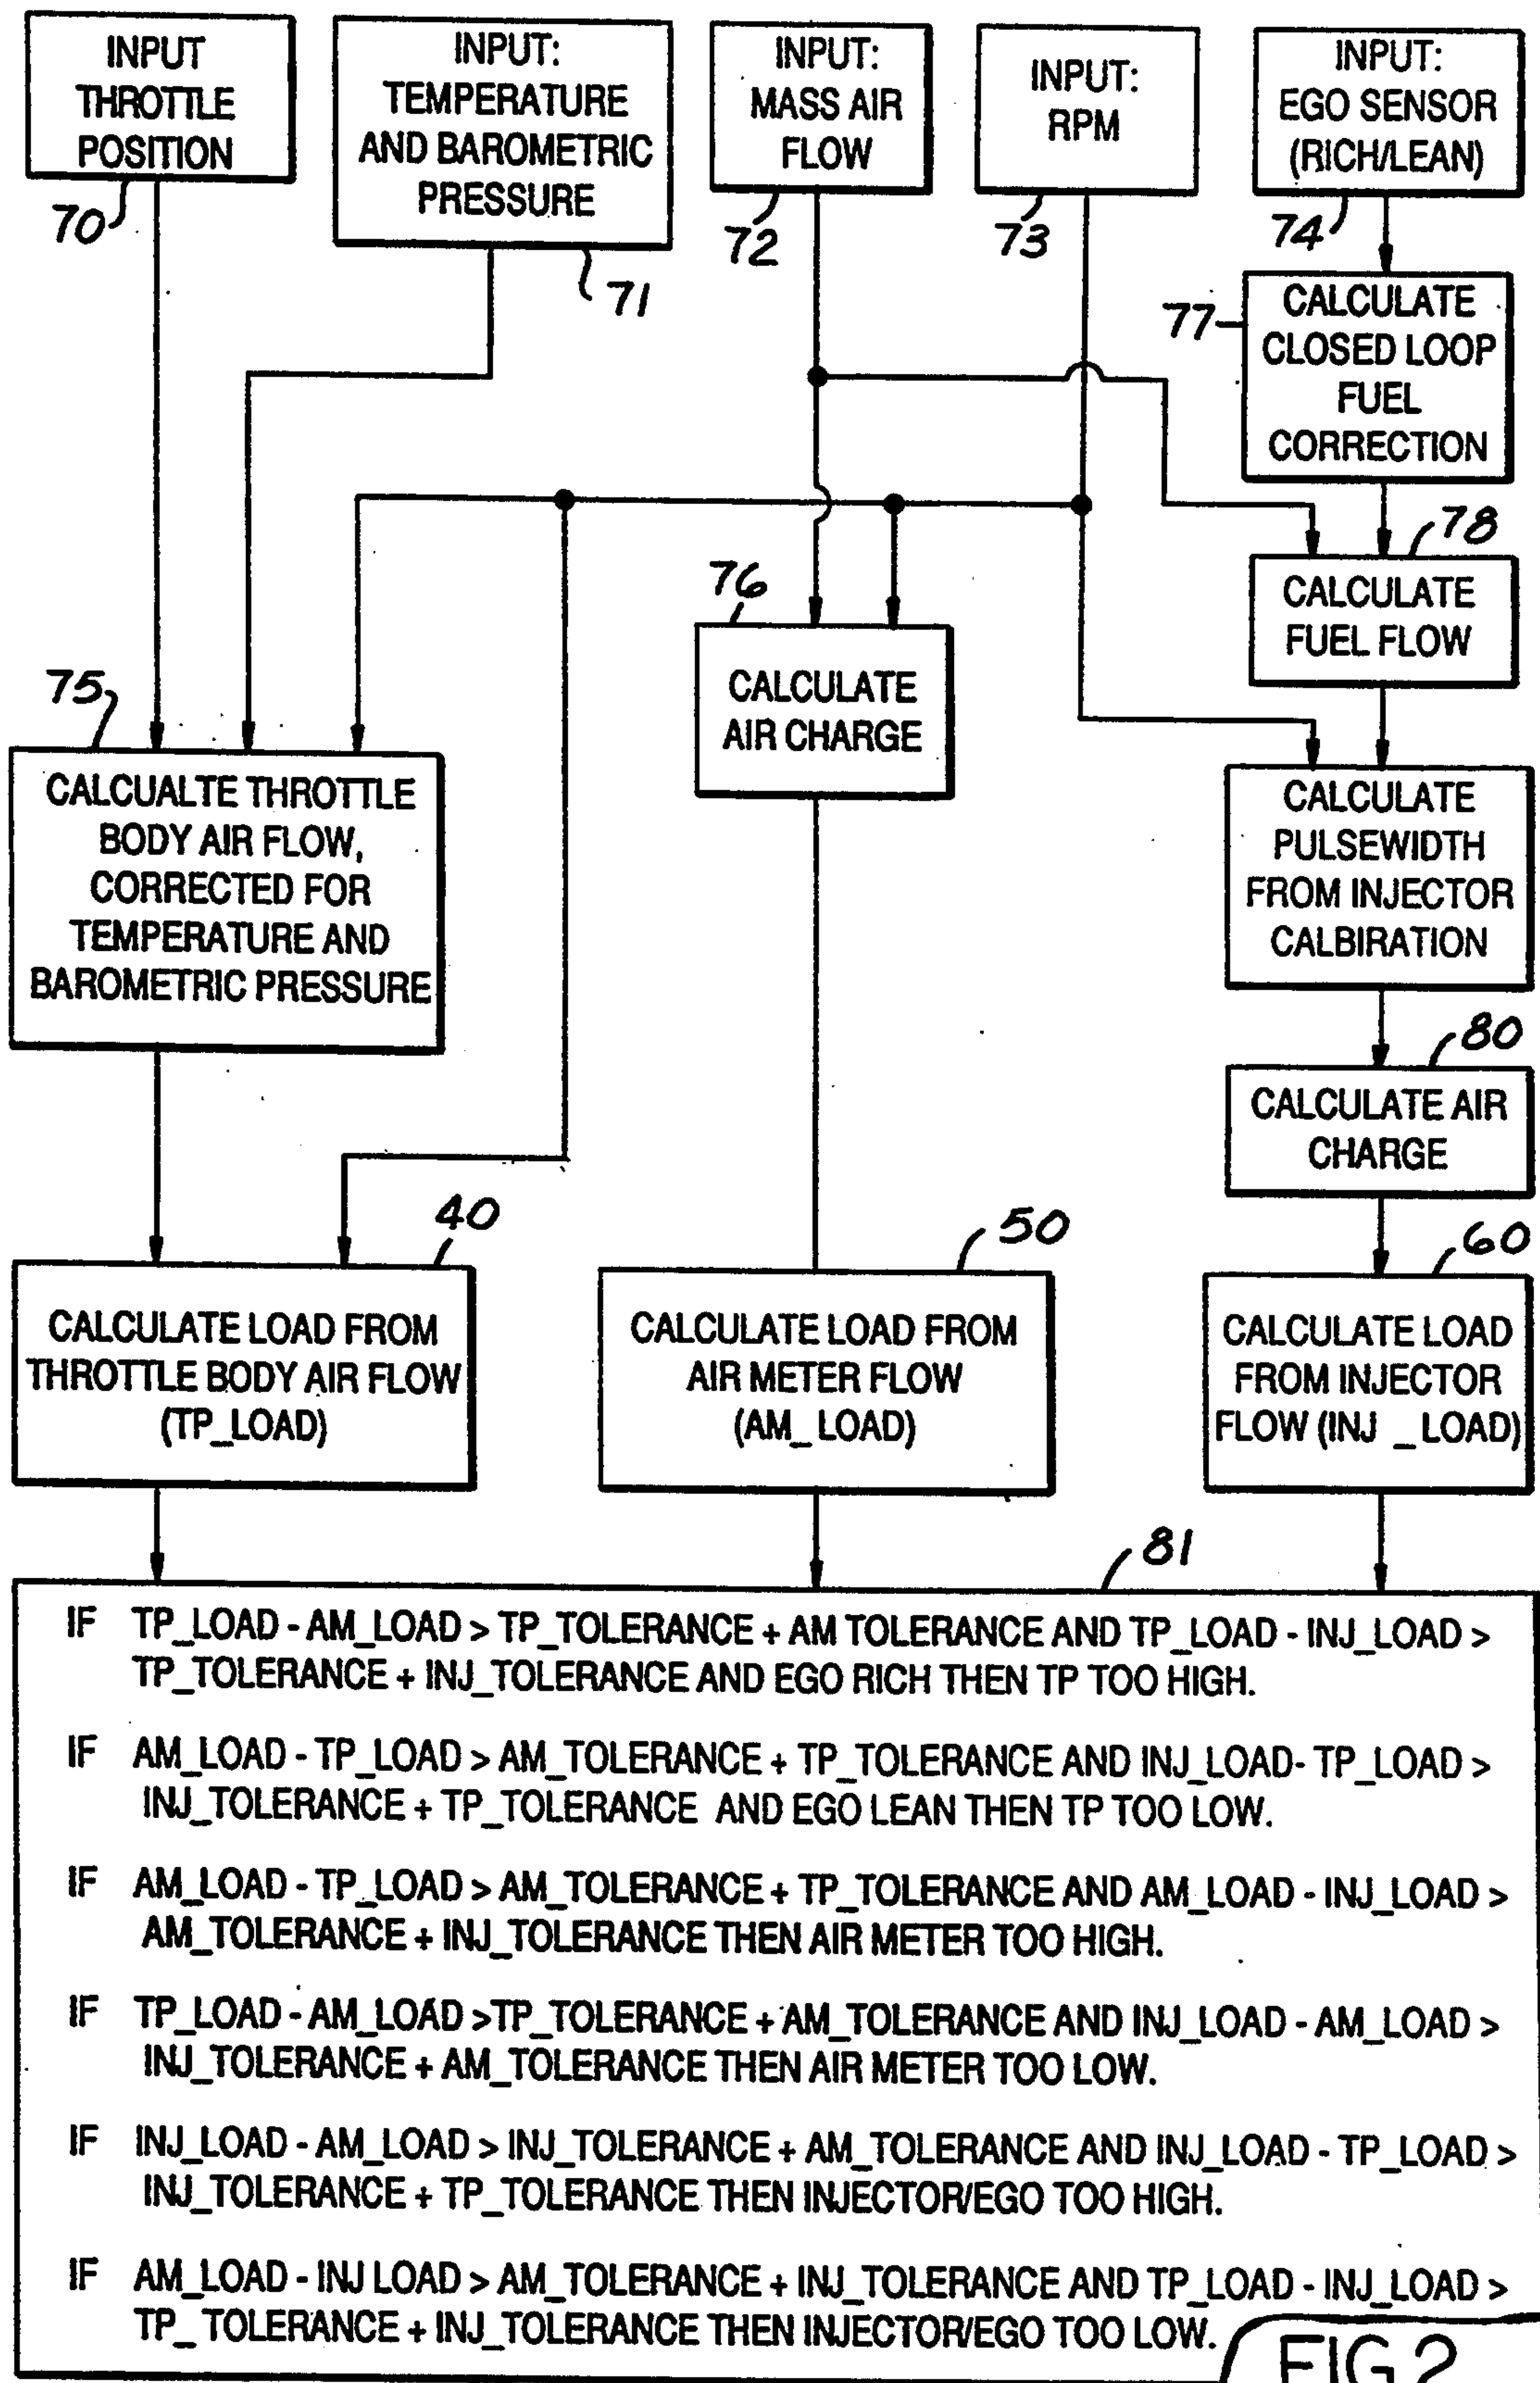 INPUT
THROTTLE
POSITION
70
INPUT:
TEMPERATURE
AND BAROMETRIC
PRESSURE
71
INPUT:
MASS AIR
FLOW
72
INPUT:
RPM
73
INPUT:
EGO SENSOR
(RICH/LEAN)
74
77
CALCULATE
CLOSED LOOP
FUEL
CORRECTION
78
CALCULATE
FUEL FLOW
76
CALCULATE
AIR CHARGE
75
CALCUALTE THROTTLE
BODY AIR FLOW,
CORRECTED FOR
TEMPERATURE AND
BAROMETRIC PRESSURE
CALCULATE
PULSEWIDTH
FROM INJECTOR
CALBIRATION
80
CALCULATE AIR
CHARGE
40
CALCULATE LOAD FROM
THROTTLE BODY AIR FLOW
(TP_LOAD)
50
CALCULATE LOAD FROM
AIR METER FLOW
(AM_ LOAD)
60
CALCULATE LOAD
FROM INJECTOR
FLOW (INJ _ LOAD)
81
IF TP_LOAD - AM_LOAD > TP_TOLERANCE + AM TOLERANCE AND TP_LOAD - INJ_LOAD >
TP_TOLERANCE + INJ_TOLERANCE AND EGO RICH THEN TP TOO HIGH.
IF AM_LOAD - TP_LOAD > AM_TOLERANCE + TP_TOLERANCE AND INJ_LOAD- TP_LOAD >
INJ_TOLERANCE + TP_TOLERANCE AND EGO LEAN THEN TP TOO LOW.
IF AM_LOAD - TP_LOAD > AM_TOLERANCE + TP_TOLERANCE AND AM_LOAD - INJ_LOAD >
AM_TOLERANCE + INJ_TOLERANCE THEN AIR METER TOO HIGH.
IF TP_LOAD - AM_LOAD >TP_TOLERANCE + AM_TOLERANCE AND INJ_LOAD - AM_LOAD >
INJ_TOLERANCE + AM_TOLERANCE THEN AIR METER TOO LOW.
IF INJ_LOAD - AM_LOAD > INJ_TOLERANCE + AM_TOLERANCE AND INJ_LOAD - TP_LOAD >
INJ_TOLERANCE + TP_TOLERANCE THEN INJECTOR/EGO TOO HIGH.
IF AM_LOAD - INJ LOAD > AM_TOLERANCE + INJ_TOLERANCE AND TP_LOAD - INJ_LOAD >
TP_ TOLERANCE + INJ_TOLERANCE THEN INJECTOR/EGO TOO LOW.
FIG.2